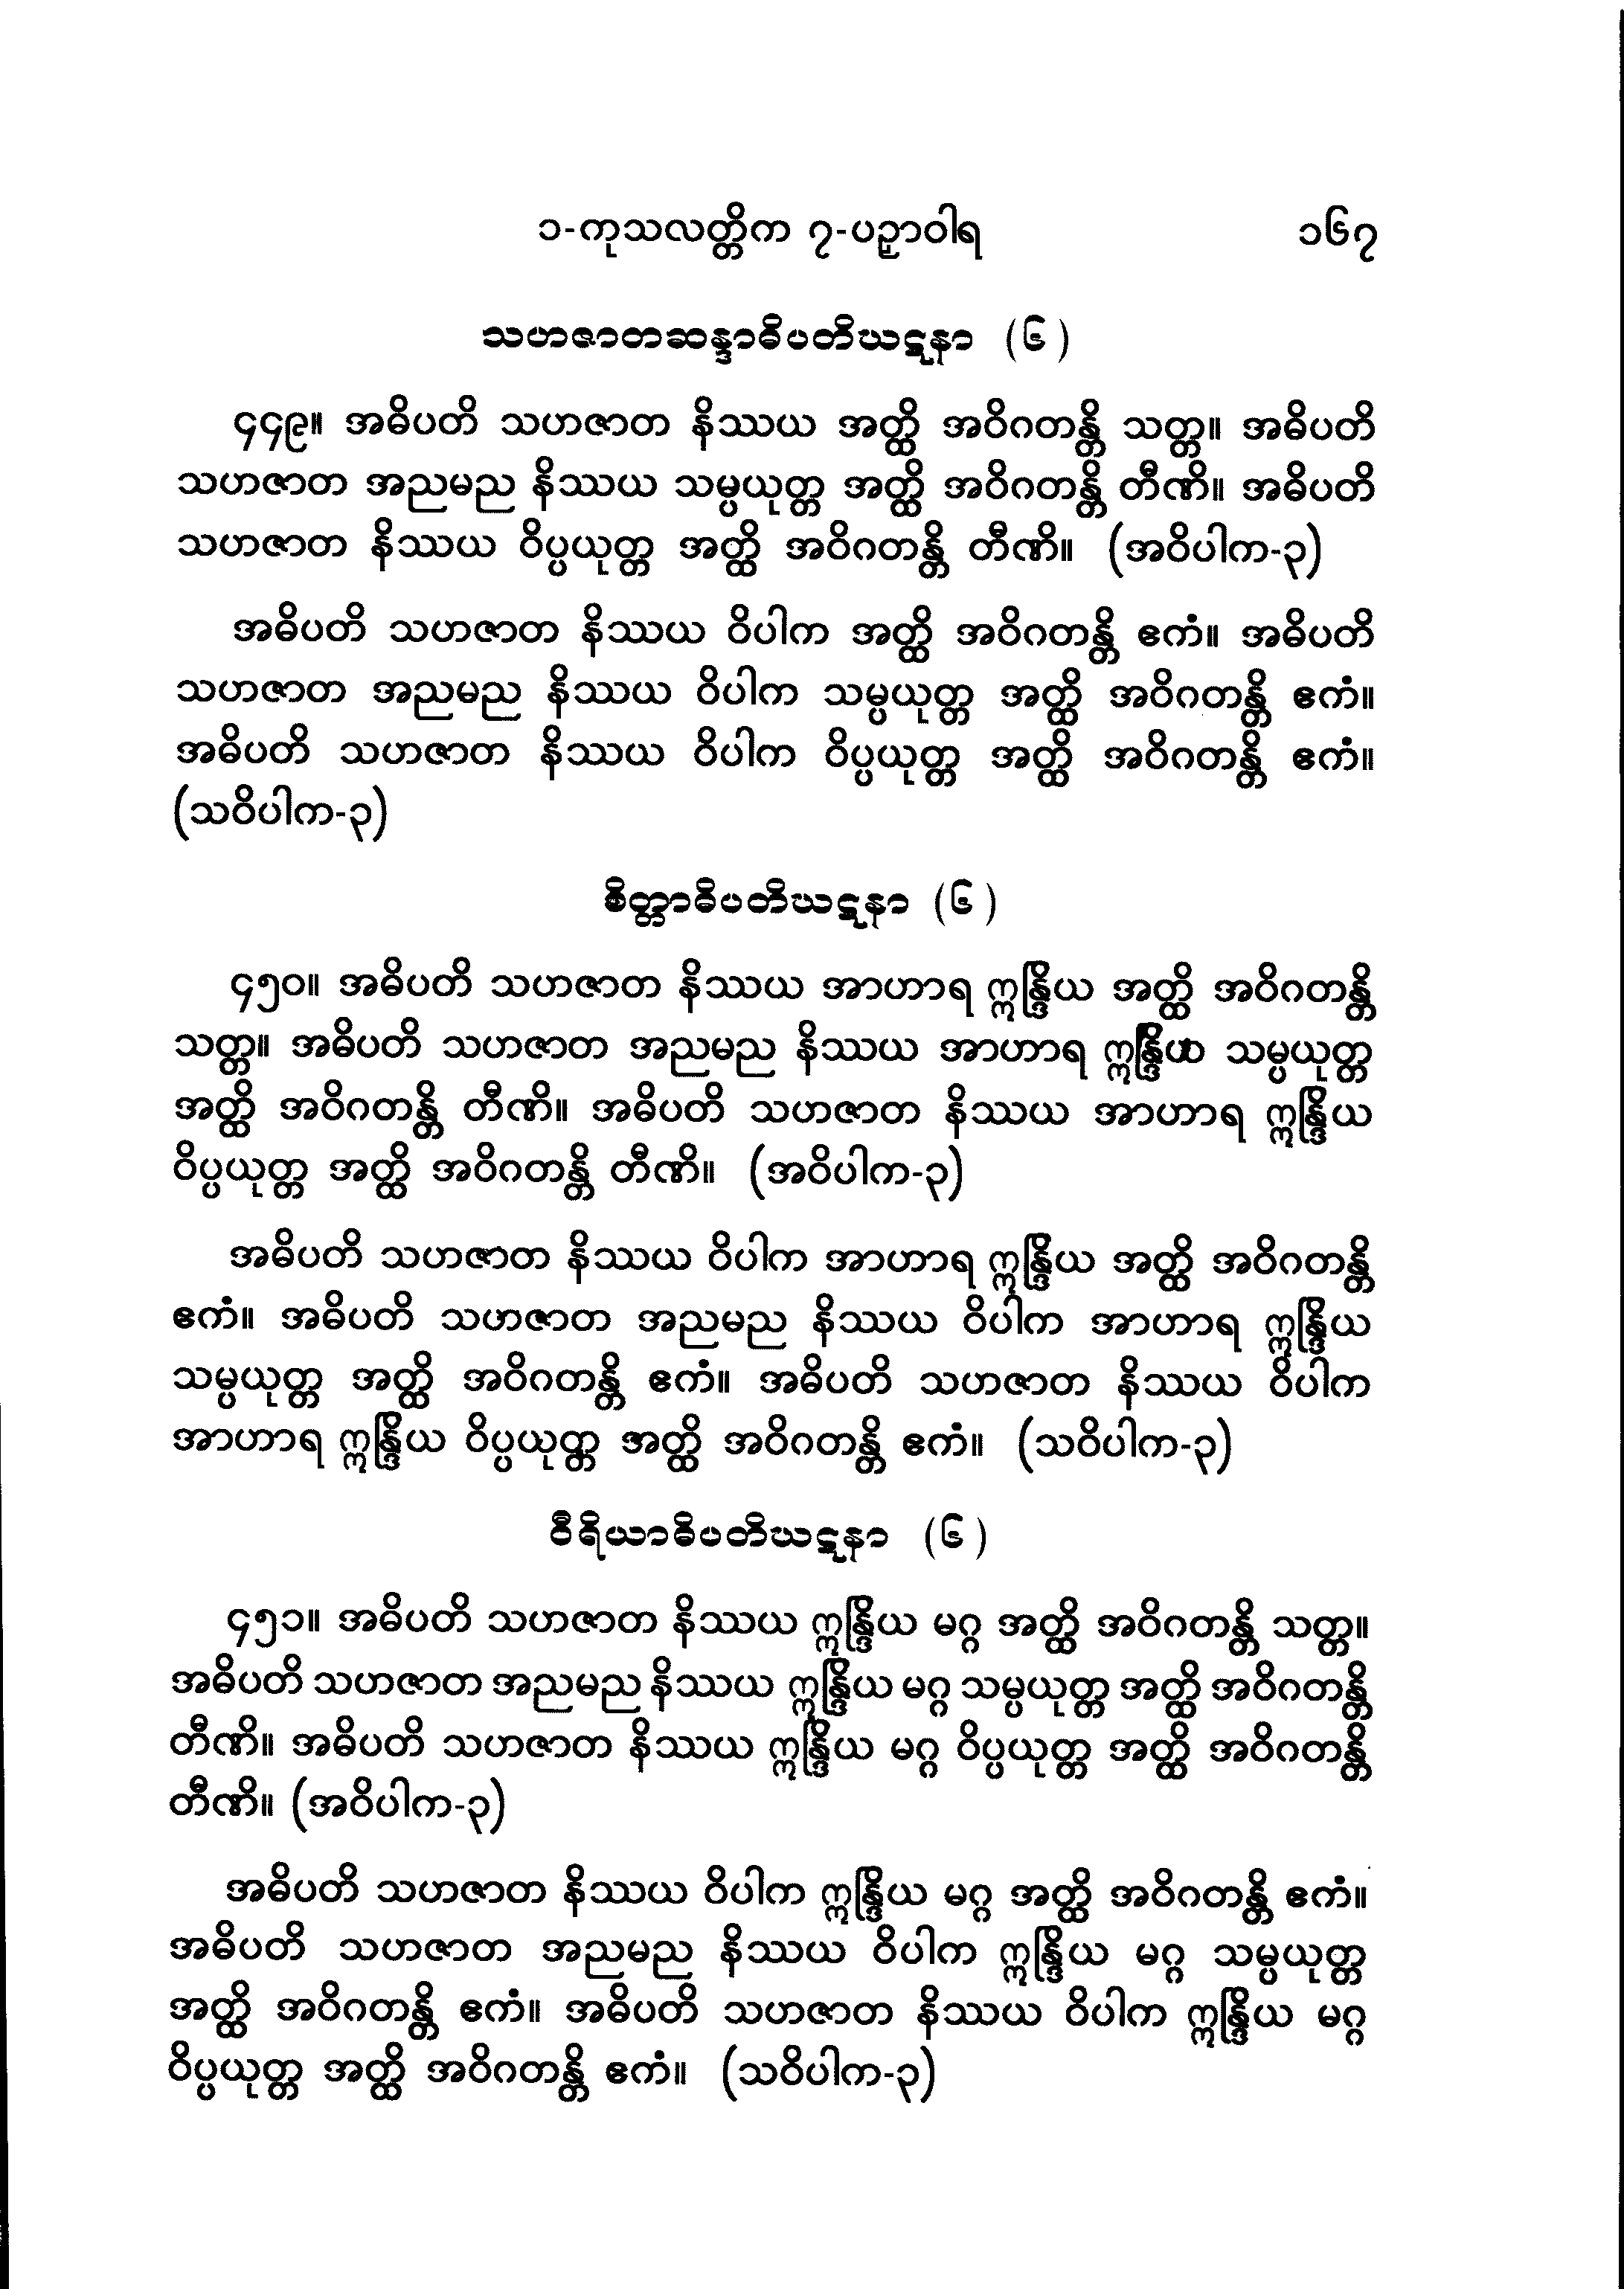 ၁-ကုသလတ္တိက ၇-ပဉှာဝါရ ၁၆၇
သဟဇာတဆန္ဒာဓိပတိဃဋနာ (၆)
၄၄၉။ အဓိပတိ သဟဇာတ နိဿယ အတ္ထိ အဝိဂတန္တိ သတ္တ။ အဓိပတိ
သဟဇာတ အညမည နိဿယ သမ္ပယုတ္တ အတ္ထိ အဝိဂတန္တိ တီဏိ။ အဓိပတိ
သဟဇာတ နိဿယ ဝိပ္ပယုတ္တ အတ္ထိ အဝိဂတန္တိ တီဏိ။ (အဝိပါက-၃)
အဓိပတိ သဟဇာတ နိဿယ ဝိပါက အတ္ထိ အဝိဂတန္တိ ဧကံ။ အဓိပတိ
သဟဇာတ အညမည နိဿယ ဝိပါက သမ္ပယုတ္တ အတ္ထိ အဝိဂတန္တိ ဧကံ။
အဓိပတိ သဟဇာတ နိဿယ ဝိပါက ဝိပ္ပယုတ္တ အတ္ထိ အဝိဂတန္တိ ဧကံ။
(သဝိပါက-၃)
စိတ္တာဓိပတိဃဋနာ (၆)
၄၅၀။ အဓိပတိ သဟဇာတ နိဿယ အာဟာရ ဣန္ဒြိယ အတ္ထိ အဝိဂတန္တိ
သတ္တ။ အဓိပတိ သဟဇာတ အညမည နိဿယ အာဟာရ ဣန္ဒြိယ သမ္ပယုတ္တ
အတ္ထိ အဝိဂတန္တိ တီဏိ။ အဓိပတိ သဟဇာတ နိဿယ အာဟာရ ဣန္ဒြိယ
ဝိပ္ပယုတ္တ အတ္ထိ အဝိဂတန္တိ တီဏိ။ (အဝိပါက-၃)
အဓိပတိ သဟဇာတ နိဿယ ဝိပါက အာဟာရ ဣန္ဒြိယ အတ္ထိ အဝိဂတန္တိ
ဧကံ။ အဓိပတိ သဟဇာတ အညမည နိဿယ ဝိပါက အာဟာရ ဣန္ဒြိယ
သမ္ပယုတ္တ အတ္ထိ အဝိဂတန္တိ ဧကံ။ အဓိပတိ သဟဇာတ နိဿယ ဝိပါက
အာဟာရ ဣန္ဒြိယ ဝိပ္ပယုတ္တ အတ္ထိ အဝိဂတန္တိ ဧကံ။ (သဝိပါက-၃)
ဝီရိယာဓိပတိဃဋနာ (၆)
၄၅၁။ အဓိပတိ သဟဇာတ နိဿယ ဣန္ဒြိယ မဂ္ဂ အတ္ထိ အဝိဂတန္တိ သတ္တ။
အဓိပတိ သဟဇာတ အညမည နိဿယ ဣန္ဒြိယ မဂ္ဂ သမ္ပယုတ္တ အတ္ထိ အဝိဂတန္တိ
တီဏိ။ အဓိပတိ သဟဇာတ နိဿယ ဣန္ဒြိယ မဂ္ဂ ဝိပ္ပယုတ္တ အတ္ထိ အဝိဂတန္တိ
တီဏိ။ (အဝိပါက-၃)
အဓိပတိ သဟဇာတ နိဿယ ဝိပါက ဣန္ဒြိယ မဂ္ဂ အတ္ထိ အဝိဂတန္တိ ဧကံ။
အဓိပတိ သဟဇာတ အညမည နိဿယ ဝိပါက ဣန္ဒြိယ မဂ္ဂ သမ္ပယုတ္တ
အတ္ထိ အဝိဂတန္တိ ဧကံ။ အဓိပတိ သဟဇာတ နိဿယ ဝိပါက ဣန္ဒြိယ မဂ္ဂ
ဝိပ္ပယုတ္တ အတ္ထိ အဝိဂတန္တိ ဧကံ။ (သဝိပါက-၃)